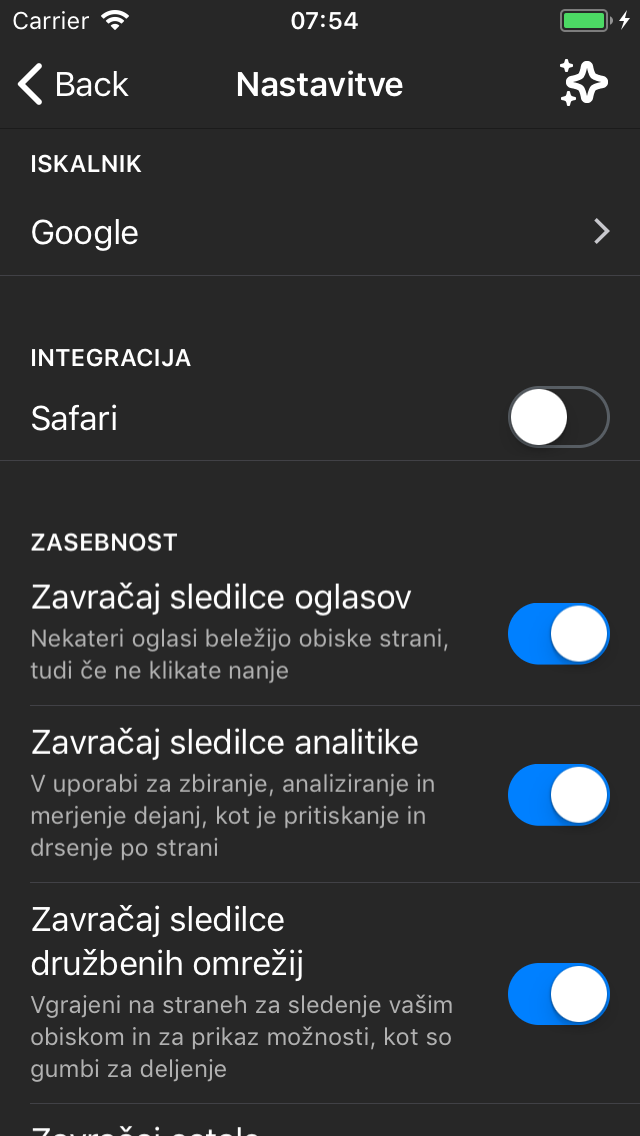 Carrier
07:54
Back
Nastavitve
ISKALNIK
Google
INTEGRACIJA
Safari
ZASEBNOST
Zavračaj sledilce oglasov
Nekateri oglasi beležijo obiske strani,
tudi če ne klikate nanje
Zavračaj sledilce analitike
V uporabi za zbiranje, analiziranje in
merjenje dejanj, kot je pritiskanje in
drsenje po strani
Zavračaj sledilce
družbenih omrežij
Vgrajeni na straneh za sledenje vašim
obiskom in za prikaz možnosti, kot so
gumbi za deljenje
Zavračaj ostale